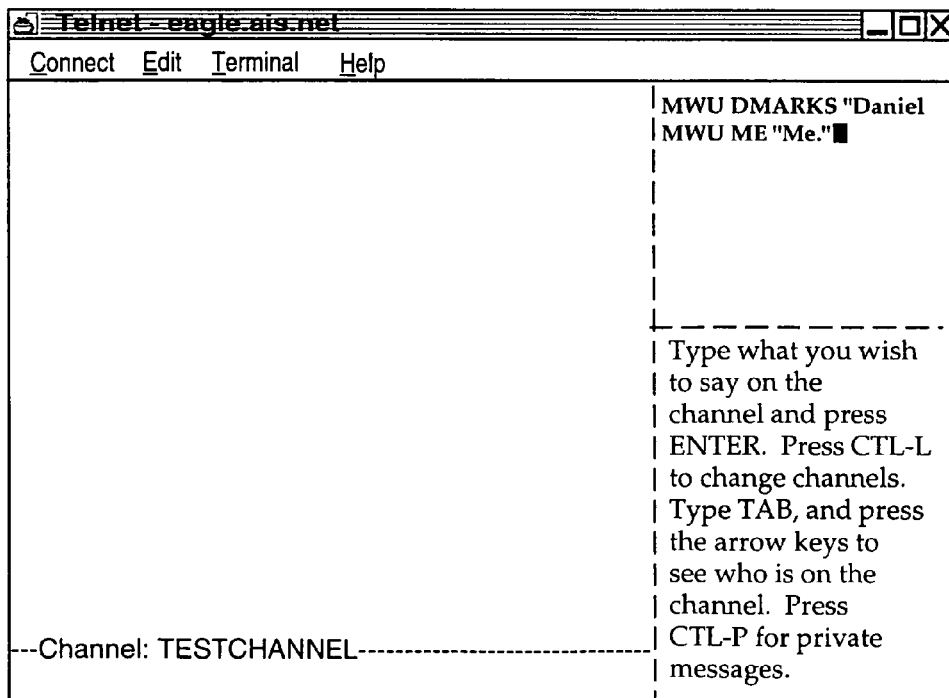 Telnet - eagle.ais.net
Connect Edit Terminal Help
MWU DMARKS "Daniel
MWU ME "Me."
Type what you wish
to say on the
channel and press
ENTER. Press CTL-L
to change channels.
Type TAB, and press
the arrow keys to
see who is on the
channel. Press
CTL-P for private
messages.
---Channel: TESTCHANNEL----------------------------